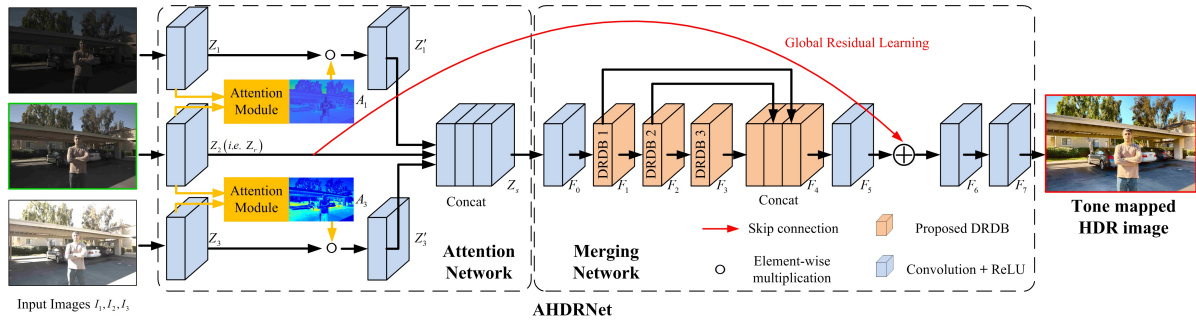 Z₁
Z′₁
Global Residual Learning
Attention
Module
A₁
Z₂ (i.e. Zᵣ)
DRDB 1
DRDB 2
DRDB 3
Attention
Module
A₃
Zₛ
F₀
F₁
F₂
F₃
F₄
F₅
F₆
F₇
Concat
Concat
Z₃
Z′₃
Tone mapped
HDR image
Skip connection
Proposed DRDB
Attention
Network
Merging
Network
Element-wise
multiplication
Convolution + ReLU
Input Images I₁, I₂, I₃
AHDRNet